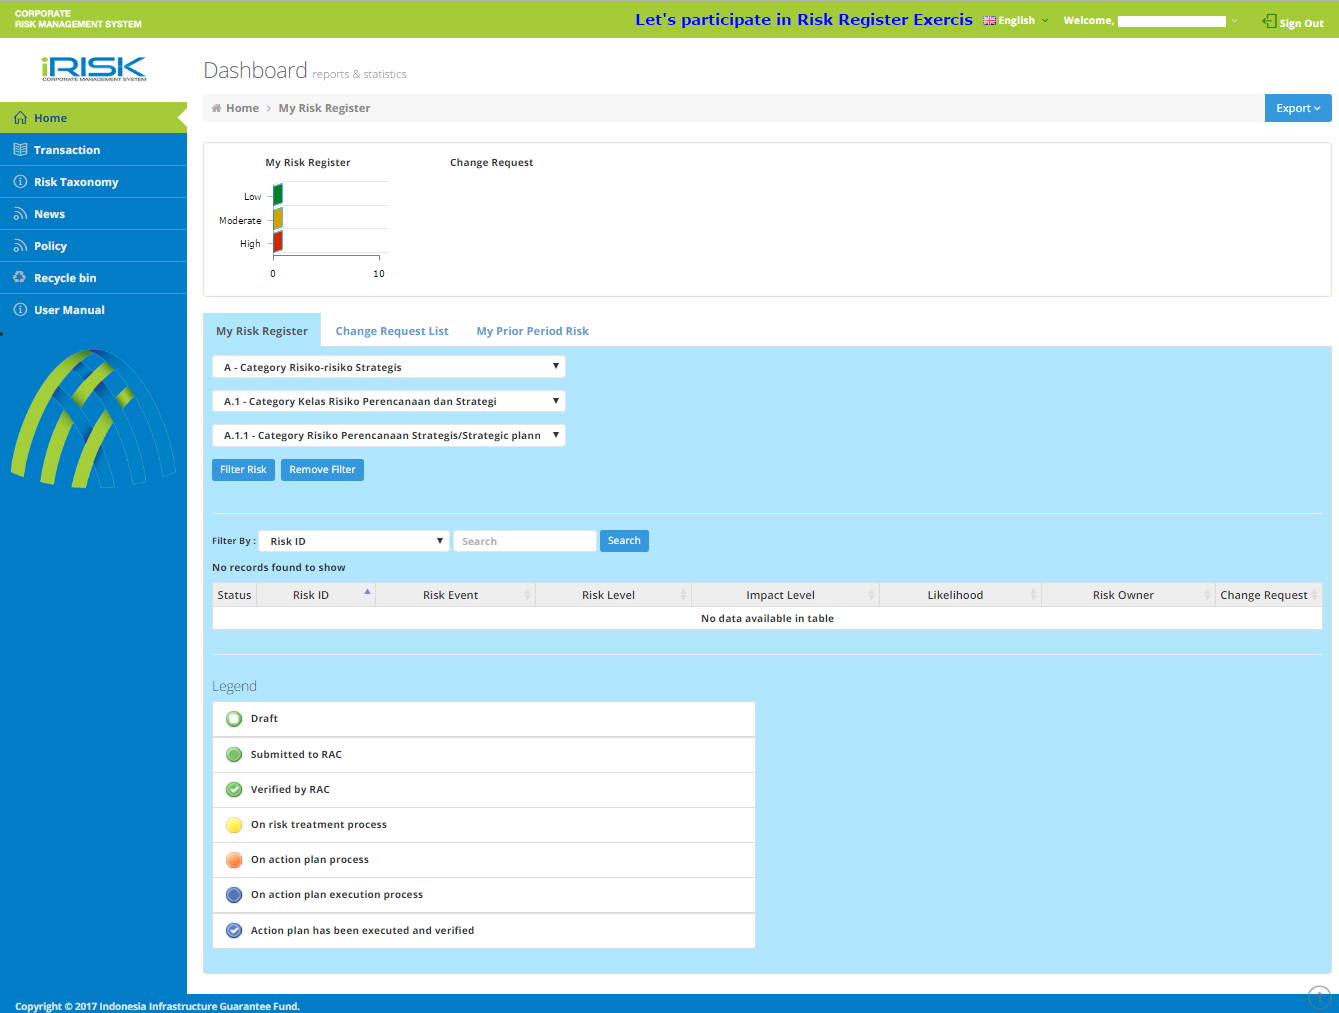 CORPORATE
RISK MANAGEMENT SYSTEM
Let's participate in Risk Register Exercis
English
Welcome,
Sign Out
iRISK
CORPORATE MANAGEMENT SYSTEM
Dashboard reports & statistics
Home > My Risk Register
Export
Home
Transaction
Risk Taxonomy
News
Policy
Recycle bin
User Manual
My Risk Register
Change Request
Low
Moderate
High
0 10
My Risk Register Change Request List My Prior Period Risk
A - Category Risiko-risiko Strategis
A.1 - Category Kelas Risiko Perencanaan dan Strategi
A.1.1 - Category Risiko Perencanaan Strategis/Strategic plann
Filter Risk Remove Filter
Filter By : Risk ID Search Search
No records found to show
Status Risk ID Risk Event Risk Level Impact Level Likelihood Risk Owner Change Request
No data available in table
Legend
Draft
Submitted to RAC
Verified by RAC
On risk treatment process
On action plan process
On action plan execution process
Action plan has been executed and verified
Copyright © 2017 Indonesia Infrastructure Guarantee Fund.